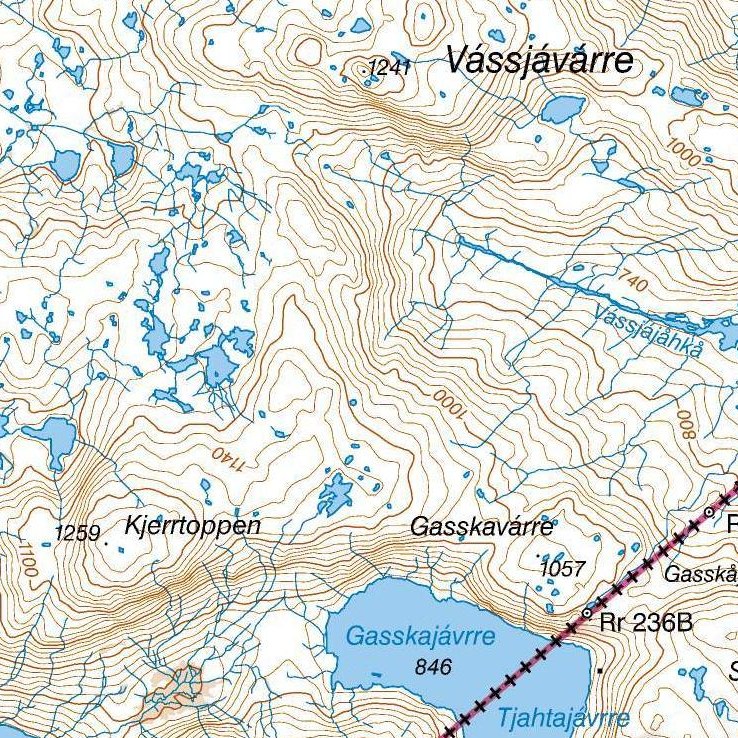 1241
Vássjávárre
1000
740
Vássjájåhkå
1000
800
1140
1259
Kjerrtoppen
Gasskavárre
1100
1057
Rr 236B
Gasskajávrre
846
Tjahtajávrre